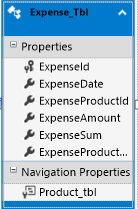 Expense_Tbl
Properties
ExpenseId
ExpenseDate
ExpenseProductId
ExpenseAmount
ExpenseSum
ExpenseProduct...
Navigation Properties
Product_tbl